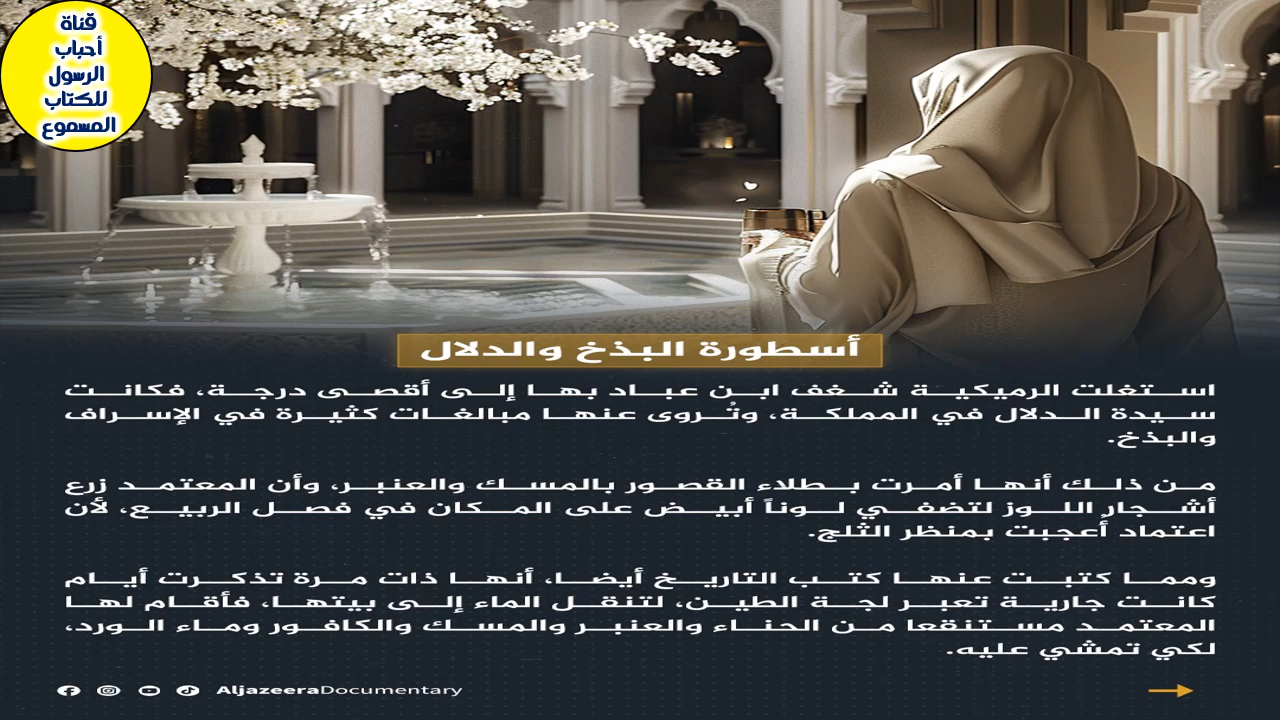 قناة
أحباب
الرسول
للكتاب
المسموع
أسطورة البذخ والدلال
استغلت الرميكية شغف ابن عباد بها إلى أقصى درجة، فكانت
سيدة الدلال في المملكة، وتُروى عنها مبالغات كثيرة في الإسراف
والبذخ.
من ذلك أنها أمرت بطلاء القصور بالمسك والعنبر، وأن المعتمد زرع
أشجار اللوز لتضفي لوناً أبيض على المكان في فصل الربيع، لأن
اعتماد أُعجبت بمنظر الثلج.
ومما كتبت عنها كتب التاريخ أيضا، أنها ذات مرة تذكرت أيام
كانت جارية تعبر لجة الطين، لتنقل الماء إلى بيتها، فأقام لها
المعتمد مستنقعا من الحناء والعنبر والمسك والكافور وماء الورد،
لكي تمشي عليه.
AljazeeraDocumentary